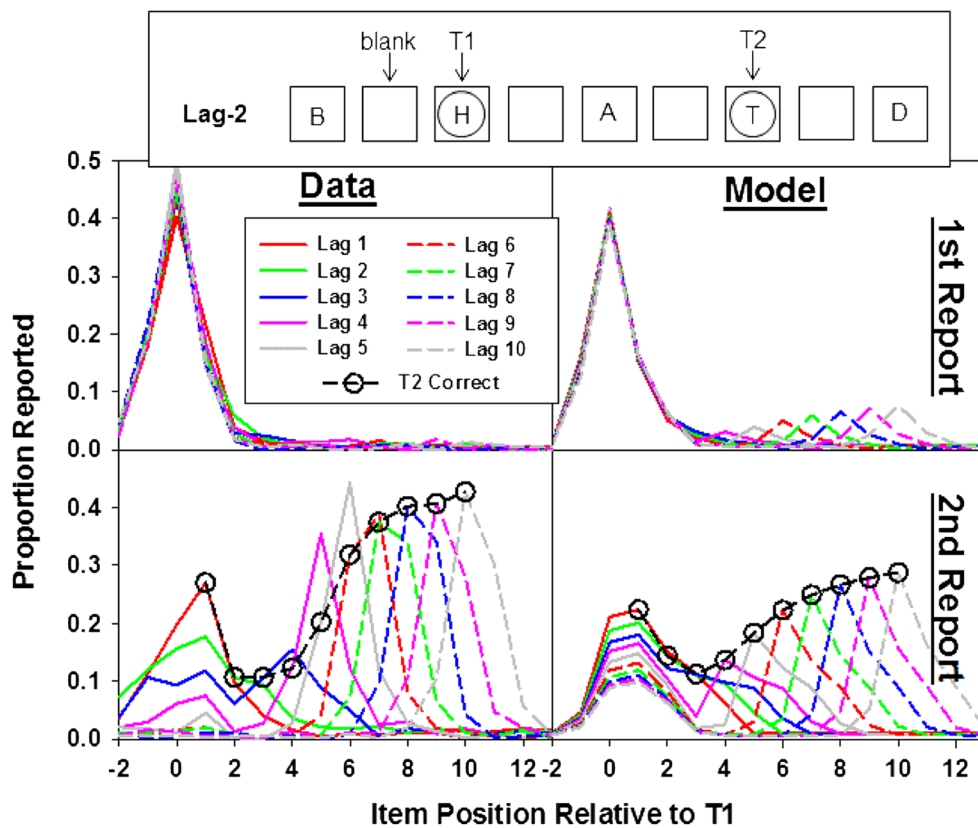 blank T1 T2
Lag-2 B H A T D
Data Model
1st Report
2nd Report
Proportion Reported
0.5
0.4
0.3
0.2
0.1
0.0
0.4
0.3
0.2
0.1
0.0
Lag 1 Lag 6
Lag 2 Lag 7
Lag 3 Lag 8
Lag 4 Lag 9
Lag 5 Lag 10
T2 Correct
-2 0 2 4 6 8 10 12 -2 0 2 4 6 8 10 12
Item Position Relative to T1